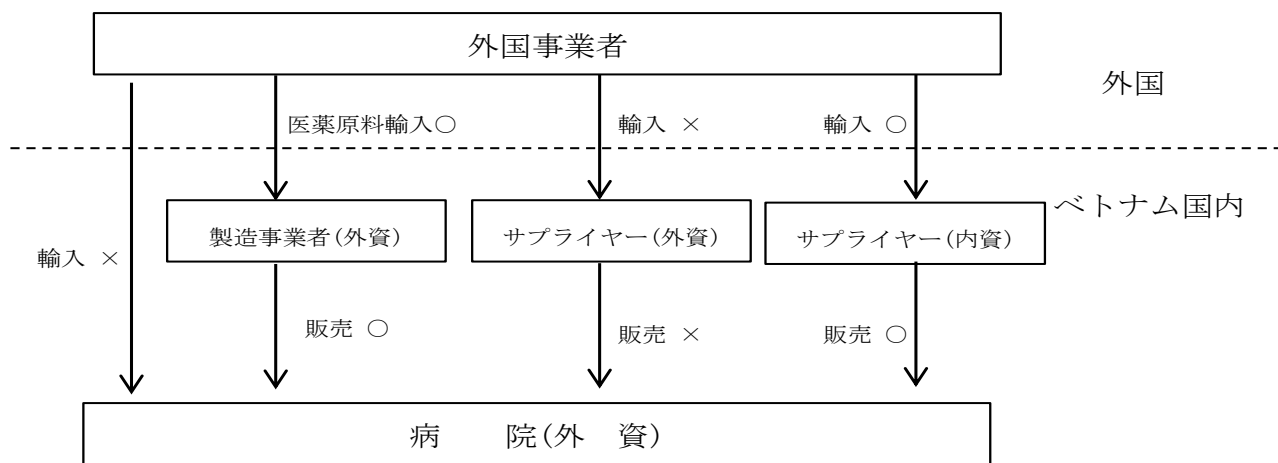 外国事業者
外国
医薬原料輸入○
輸入 ×
輸入 ○
ベトナム国内
製造事業者(外資)
サプライヤー(外資)
サプライヤー(内資)
輸入 ×
販売 ○
販売 ×
販売 ○
病　　院(外　資)